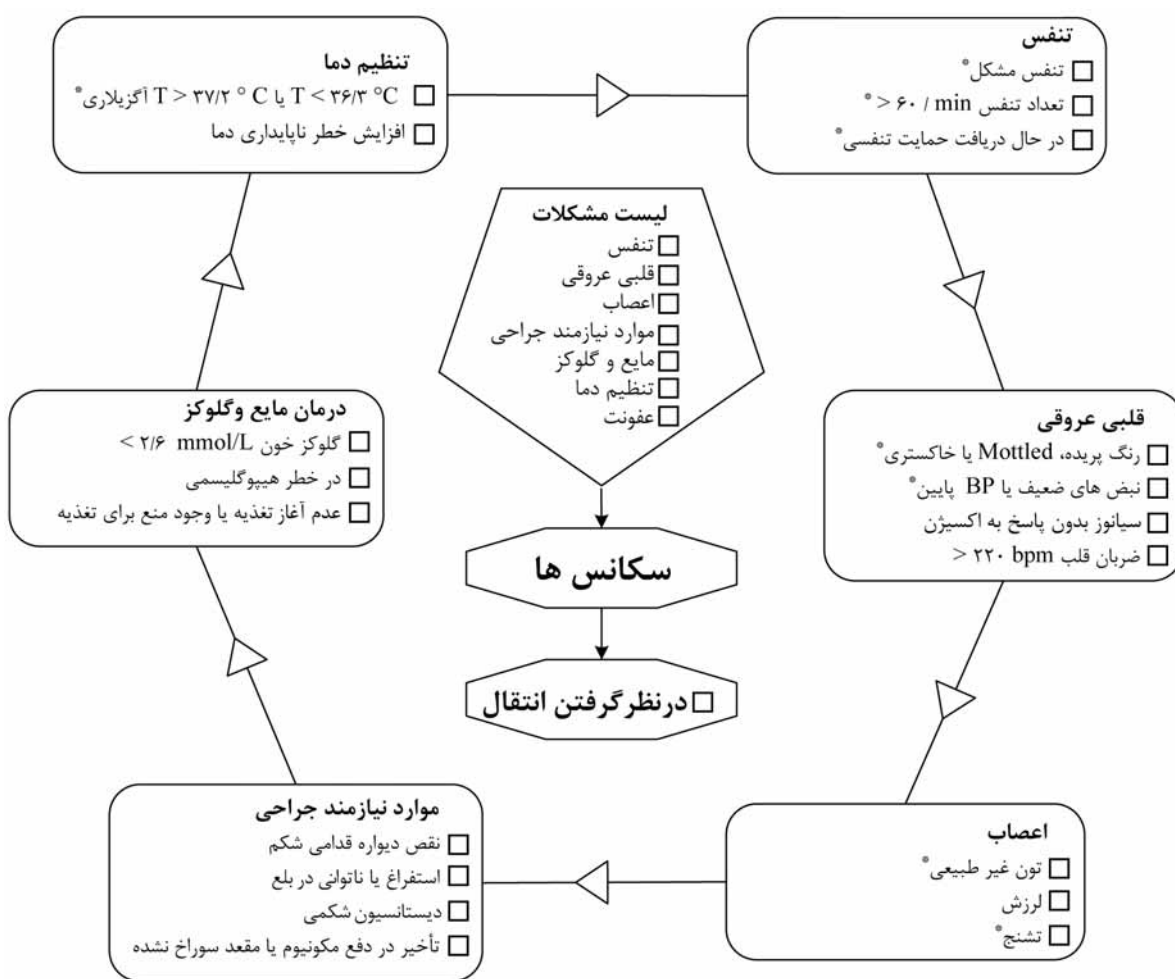 تنفس
تنفس مشکل*
تعداد تنفس > ۶۰ / min*
در حال دریافت حمایت تنفسی*
قلبی عروقی
رنگ پریده، Mottled یا خاکستری*
نبض های ضعیف یا BP پایین*
سیانوز بدون پاسخ به اکسیژن
ضربان قلب ۲۲۰ bpm >
اعصاب
تون غیر طبیعی*
لرزش
تشنج*
موارد نیازمند جراحی
نقص دیواره قدامی شکم
استفراغ یا ناتوانی در بلع
دیستانسیون شکمی
تأخیر در دفع مکونیوم یا مقعد سوراخ نشده
درمان مایع وگلوکز
گلوکز خون ۲/۶ mmol/L <
در خطر هیپوگلیسمی
عدم آغاز تغذیه یا وجود منع برای تغذیه
تنظیم دما
T < ۳۶/۳ °C یا T > ۳۷/۲ ° C آگزیلاری*
افزایش خطر ناپایداری دما
لیست مشکلات
تنفس
قلبی عروقی
اعصاب
موارد نیازمند جراحی
مایع و گلوکز
تنظیم دما
عفونت
سکانس ها
درنظرگرفتن انتقال